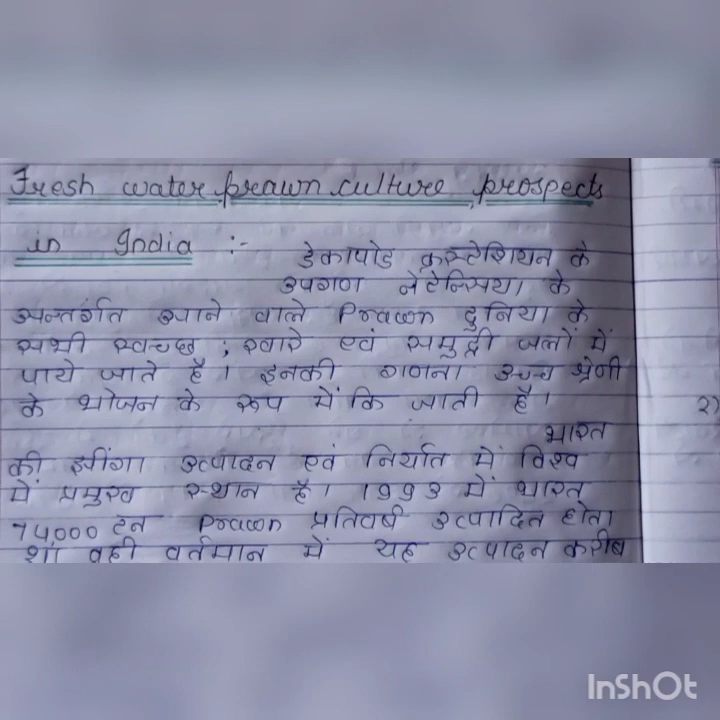 Fresh water prawn culture prospects
in India :-
डेकापोड क्रस्टेशियन के
उपगण नेटेन्सिया के
अन्तर्गत आने वाले Prawn दुनिया के
सभी स्वच्छ ; खारे एवं समुद्री जलों में
पाये जाते है। इनकी गणना उच्च श्रेणी
के भोजन के रूप में कि जाती है।
भारत
की झींगा उत्पादन एवं निर्यात में विश्व
में प्रमुख स्थान है। 1993 में भारत
74000 टन Prawn प्रतिवर्ष उत्पादित होता
था वही वर्तमान में यह उत्पादन करीब
2)
InShOt